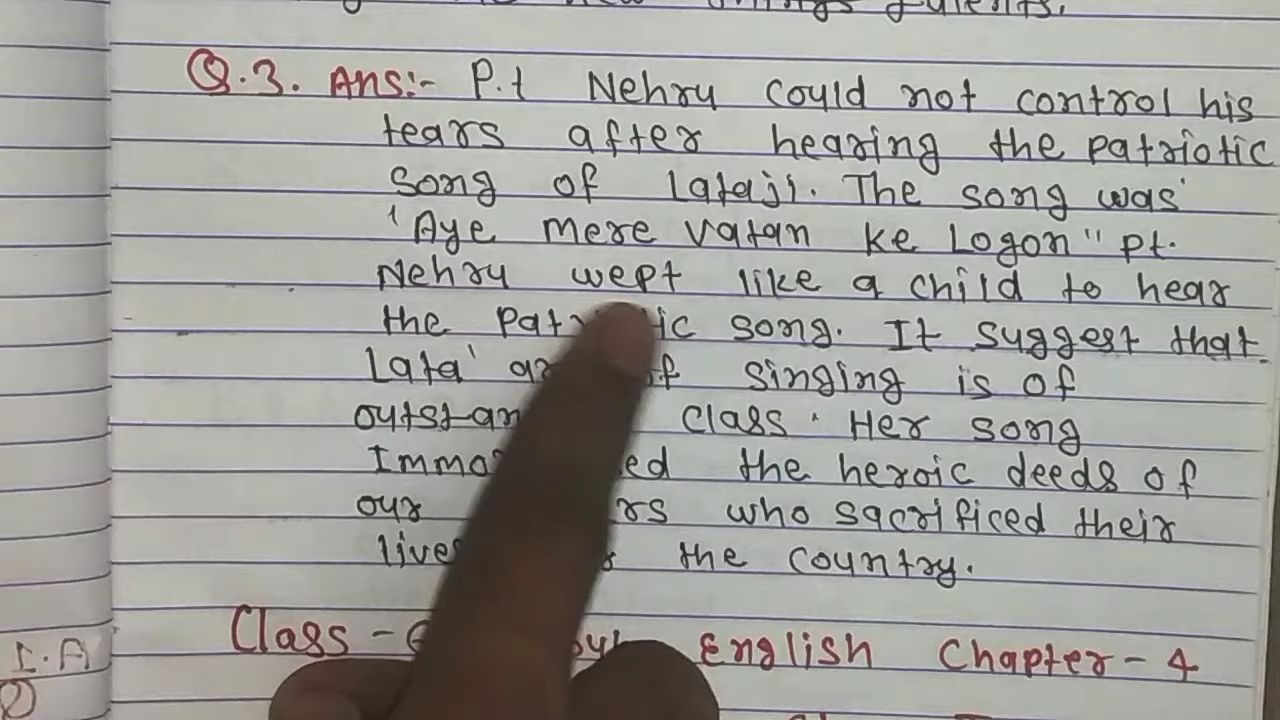 Q.3. Ans:- P.t Nehru could not control his
tears after hearing the patriotic
song of Lataji. The song was
'Aye mere vatan ke Logon" pt.
Nehru wept like a child to hear
the song. It suggest that
Lata' singing is of
class. Her song
the heroic deeds of
our who sacrificed their
the country.
Class - English Chapter - 4
I.A